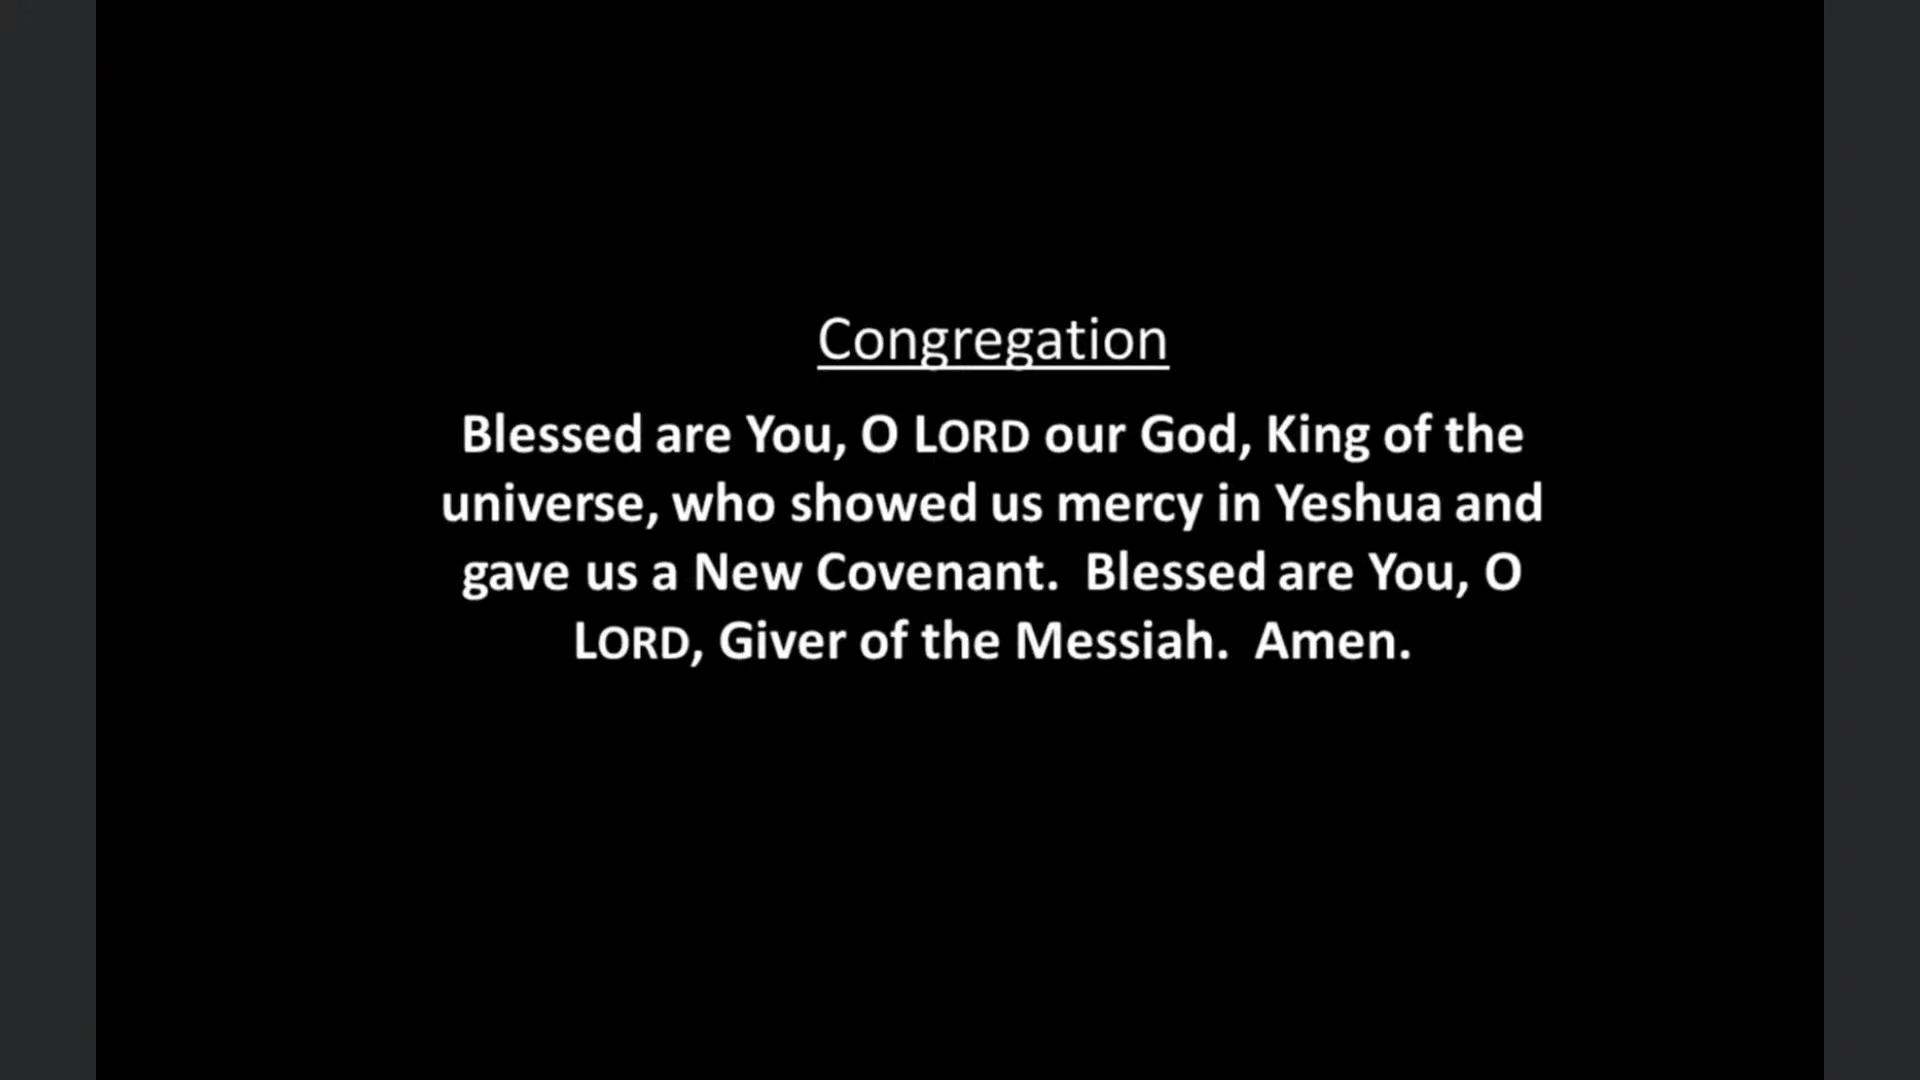 Congregation
Blessed are You, O LORD our God, King of the
universe, who showed us mercy in Yeshua and
gave us a New Covenant.  Blessed are You, O
LORD, Giver of the Messiah.  Amen.